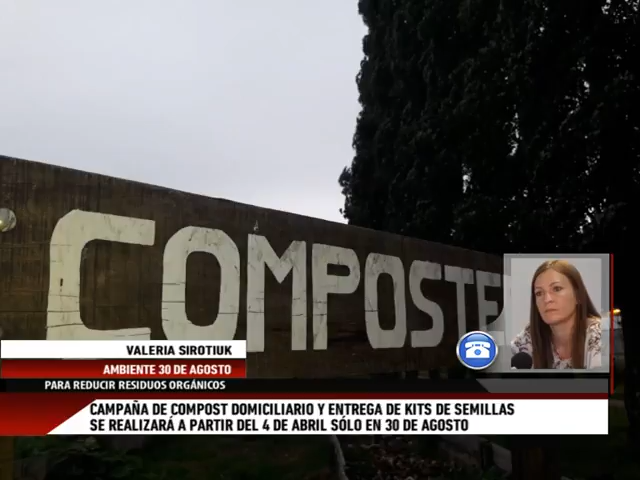 COMPOSTE
VALERIA SIROTIUK
AMBIENTE 30 DE AGOSTO
PARA REDUCIR RESIDUOS ORGÁNICOS
CAMPAÑA DE COMPOST DOMICILIARIO Y ENTREGA DE KITS DE SEMILLAS
SE REALIZARÁ A PARTIR DEL 4 DE ABRIL SÓLO EN 30 DE AGOSTO